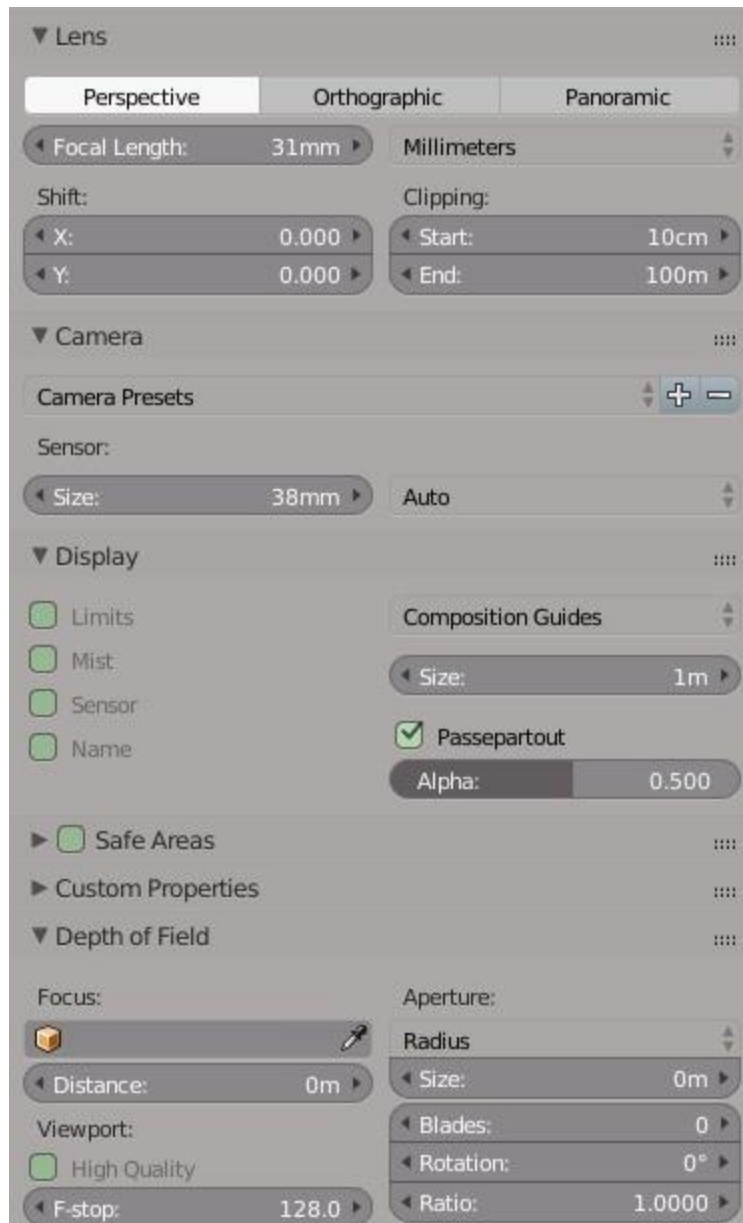 Lens
Perspective Orthographic Panoramic
Focal Length: 31mm Millimeters
Shift: Clipping:
X: 0.000 Start: 10cm
Y: 0.000 End: 100m
Camera
Camera Presets
Sensor:
Size: 38mm Auto
Display
Limits Composition Guides
Mist Size: 1m
Sensor
Name Passepartout
Alpha: 0.500
Safe Areas
Custom Properties
Depth of Field
Focus: Aperture:
Radius
Distance: 0m Size: 0m
Viewport: Blades: 0
High Quality Rotation: 0°
F-stop: 128.0 Ratio: 1.0000